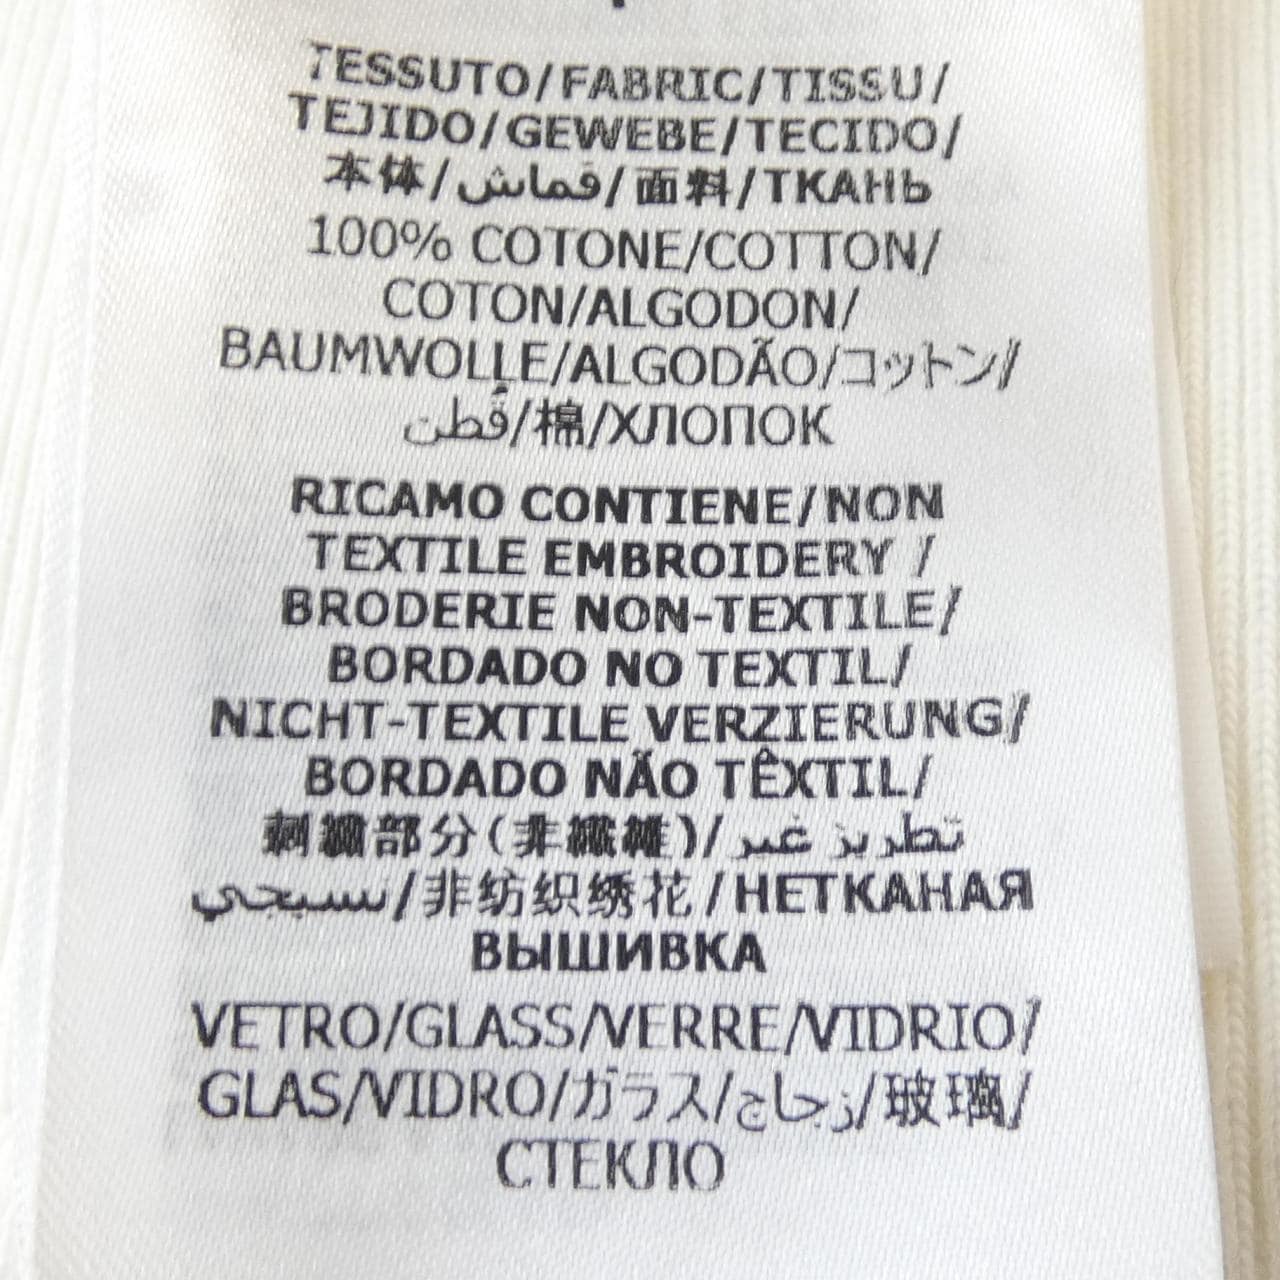 TESSUTO/FABRIC/TISSU/
TEJIDO/GEWEBE/TECIDO/
本体/قماش/面料/ТКАНЬ
100% COTONE/COTTON/
COTON/ALGODON/
BAUMWOLLE/ALGODÃO/コットン/
قُطن/棉/ХЛОПОК
RICAMO CONTIENE/NON
TEXTILE EMBROIDERY /
BRODERIE NON-TEXTILE/
BORDADO NO TEXTIL/
NICHT-TEXTILE VERZIERUNG/
BORDADO NÃO TÊXTIL/
刺繍部分(非繊維)/تطريز غير
نسيجي/非纺织绣花/НЕТКАНАЯ
ВЫШИВКА
VETRO/GLASS/VERRE/VIDRIO/
GLAS/VIDRO/ガラス/زجاج/玻璃/
СТЕКЛО